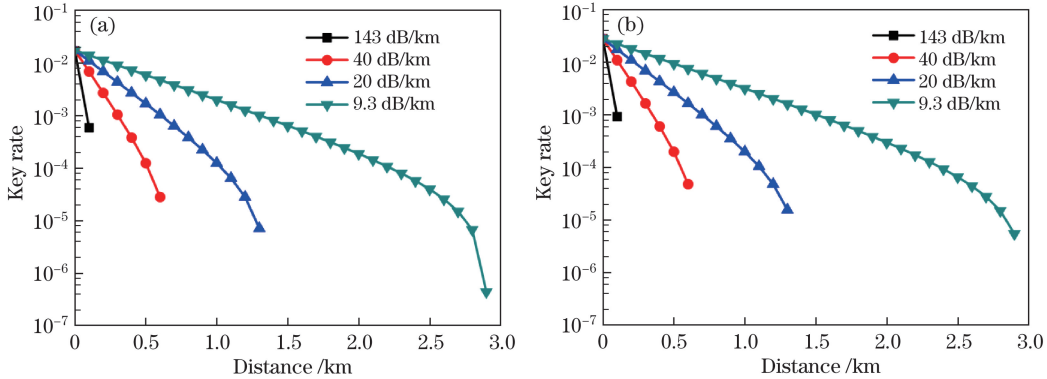 (a)
Key rate
10⁻¹
10⁻²
10⁻³
10⁻⁴
10⁻⁵
10⁻⁶
10⁻⁷
143 dB/km
40 dB/km
20 dB/km
9.3 dB/km
0 0.5 1.0 1.5 2.0 2.5 3.0
Distance /km
(b)
Key rate
10⁻¹
10⁻²
10⁻³
10⁻⁴
10⁻⁵
10⁻⁶
10⁻⁷
143 dB/km
40 dB/km
20 dB/km
9.3 dB/km
0 0.5 1.0 1.5 2.0 2.5 3.0
Distance /km